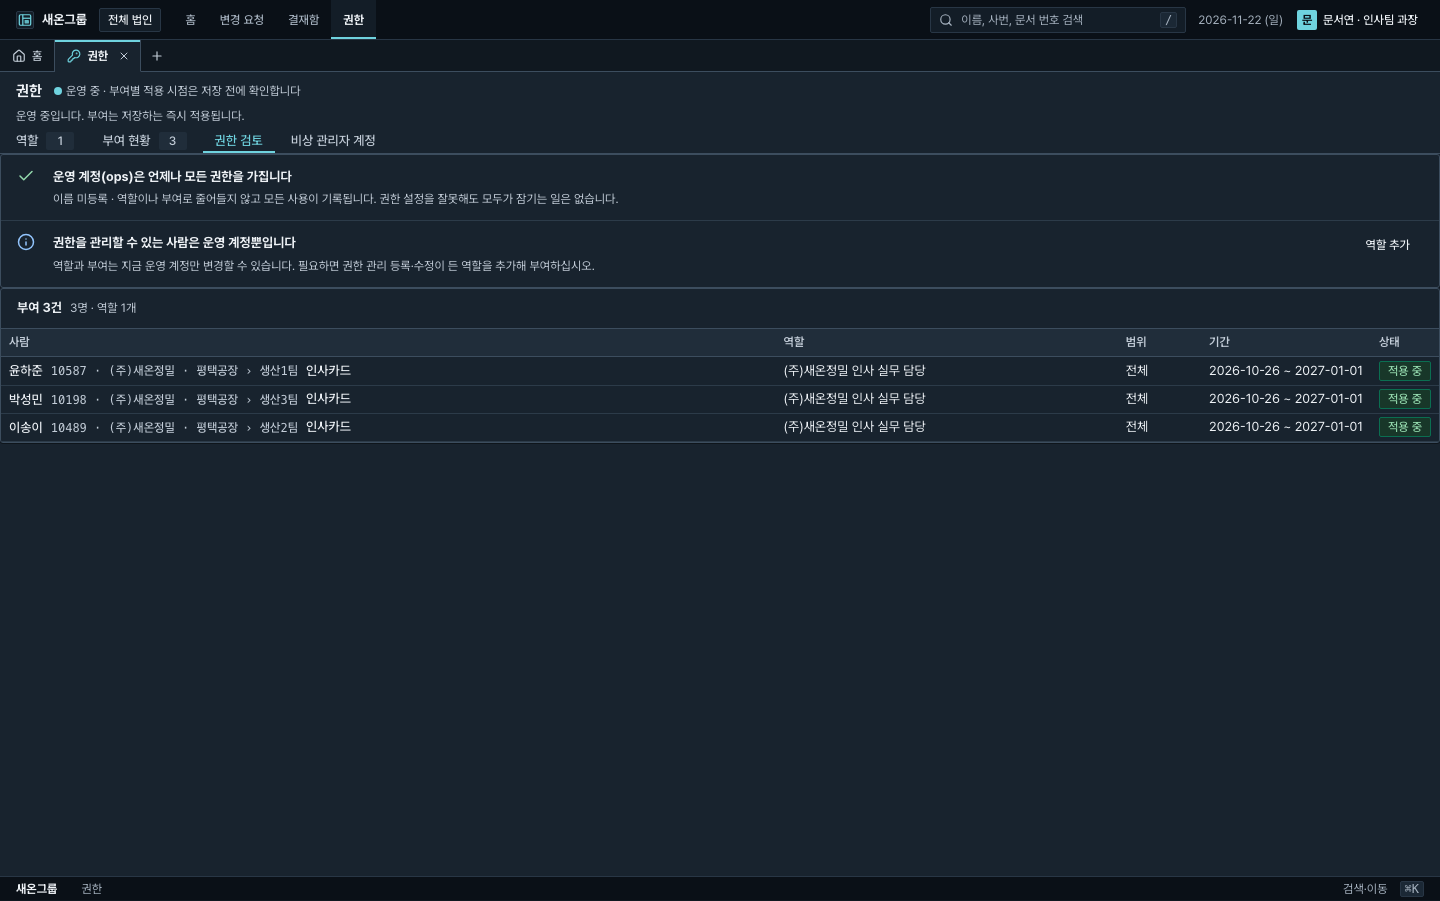 새온그룹 전체 법인 홈 변경 요청 결재함 권한 이름, 사번, 문서 번호 검색 / 2026-11-22 (일) 문 문서연 · 인사팀 과장
홈 권한
권한 운영 중 · 부여별 적용 시점은 저장 전에 확인합니다
운영 중입니다. 부여는 저장하는 즉시 적용됩니다.
역할 1 부여 현황 3 권한 검토 비상 관리자 계정
운영 계정(ops)은 언제나 모든 권한을 가집니다
이름 미등록 · 역할이나 부여로 줄어들지 않고 모든 사용이 기록됩니다. 권한 설정을 잘못해도 모두가 잠기는 일은 없습니다.
권한을 관리할 수 있는 사람은 운영 계정뿐입니다
역할과 부여는 지금 운영 계정만 변경할 수 있습니다. 필요하면 권한 관리 등록·수정이 든 역할을 추가해 부여하십시오.
역할 추가
부여 3건 3명 · 역할 1개
사람 역할 범위 기간 상태
윤하준 10587 · (주)새온정밀 · 평택공장 › 생산1팀 인사카드 (주)새온정밀 인사 실무 담당 전체 2026-10-26 ~ 2027-01-01 적용 중
박성민 10198 · (주)새온정밀 · 평택공장 › 생산3팀 인사카드 (주)새온정밀 인사 실무 담당 전체 2026-10-26 ~ 2027-01-01 적용 중
이송이 10489 · (주)새온정밀 · 평택공장 › 생산2팀 인사카드 (주)새온정밀 인사 실무 담당 전체 2026-10-26 ~ 2027-01-01 적용 중
새온그룹 권한 검색·이동 ⌘K